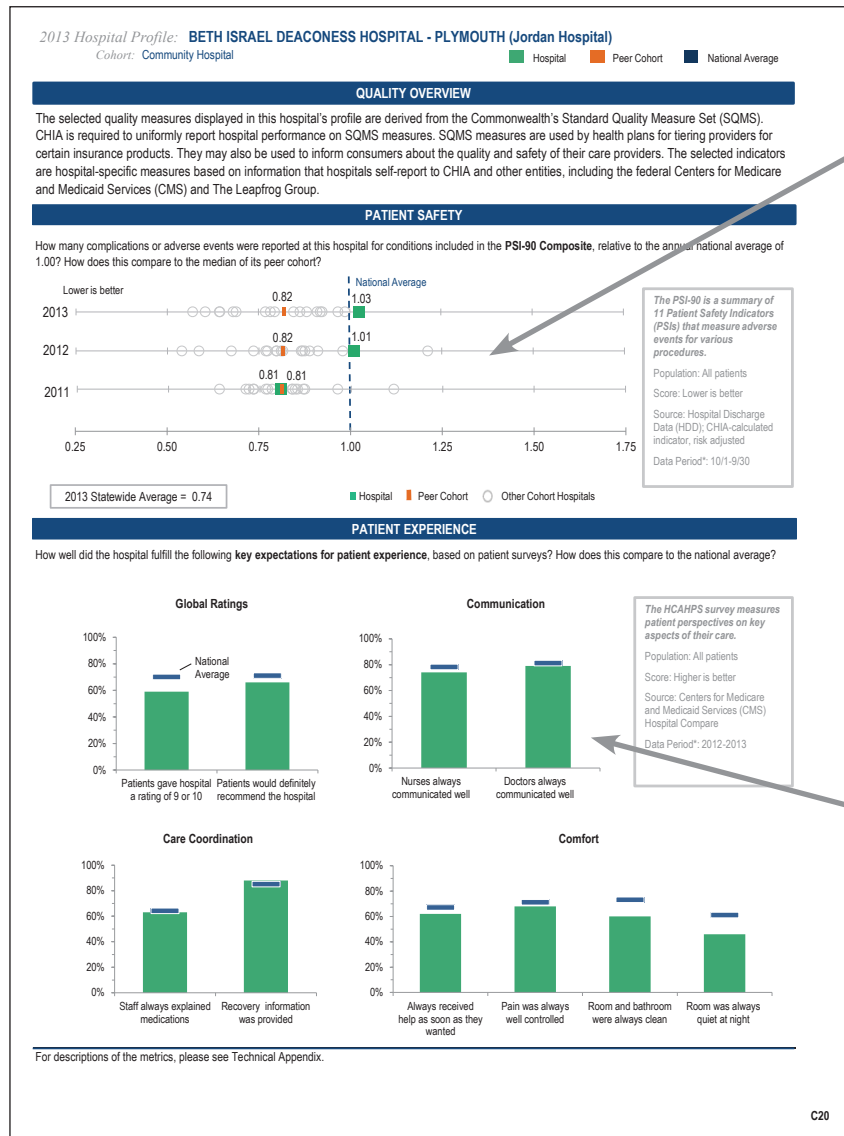 2013 Hospital Profile: BETH ISRAEL DEACONESS HOSPITAL - PLYMOUTH (Jordan Hospital)
Cohort: Community Hospital
Hospital Peer Cohort National Average
QUALITY OVERVIEW
The selected quality measures displayed in this hospital's profile are derived from the Commonwealth's Standard Quality Measure Set (SQMS).
CHIA is required to uniformly report hospital performance on SQMS measures. SQMS measures are used by health plans for tiering providers for
certain insurance products. They may also be used to inform consumers about the quality and safety of their care providers. The selected indicators
are hospital-specific measures based on information that hospitals self-report to CHIA and other entities, including the federal Centers for Medicare
and Medicaid Services (CMS) and The Leapfrog Group.
PATIENT SAFETY
How many complications or adverse events were reported at this hospital for conditions included in the PSI-90 Composite, relative to the annual national average of
1.00? How does this compare to the median of its peer cohort?
Lower is better
National Average
2013
0.82
1.03
2012
0.82
1.01
2011
0.81 0.81
0.25 0.50 0.75 1.00 1.25 1.50 1.75
The PSI-90 is a summary of
11 Patient Safety Indicators
(PSIs) that measure adverse
events for various
procedures.
Population: All patients
Score: Lower is better
Source: Hospital Discharge
Data (HDD); CHIA-calculated
indicator, risk adjusted
Data Period*: 10/1-9/30
2013 Statewide Average = 0.74
Hospital Peer Cohort Other Cohort Hospitals
PATIENT EXPERIENCE
How well did the hospital fulfill the following key expectations for patient experience, based on patient surveys? How does this compare to the national average?
Global Ratings
100%
80%
60%
40%
20%
0%
National
Average
Patients gave hospital
a rating of 9 or 10
Patients would definitely
recommend the hospital
Communication
100%
80%
60%
40%
20%
0%
Nurses always
communicated well
Doctors always
communicated well
The HCAHPS survey measures
patient perspectives on key
aspects of their care.
Population: All patients
Score: Higher is better
Source: Centers for Medicare
and Medicaid Services (CMS)
Hospital Compare
Data Period*: 2012-2013
Care Coordination
100%
80%
60%
40%
20%
0%
Staff always explained
medications
Recovery information
was provided
Comfort
100%
80%
60%
40%
20%
0%
Always received
help as soon as they
wanted
Pain was always
well controlled
Room and bathroom
were always clean
Room was always
quiet at night
For descriptions of the metrics, please see Technical Appendix.
C20